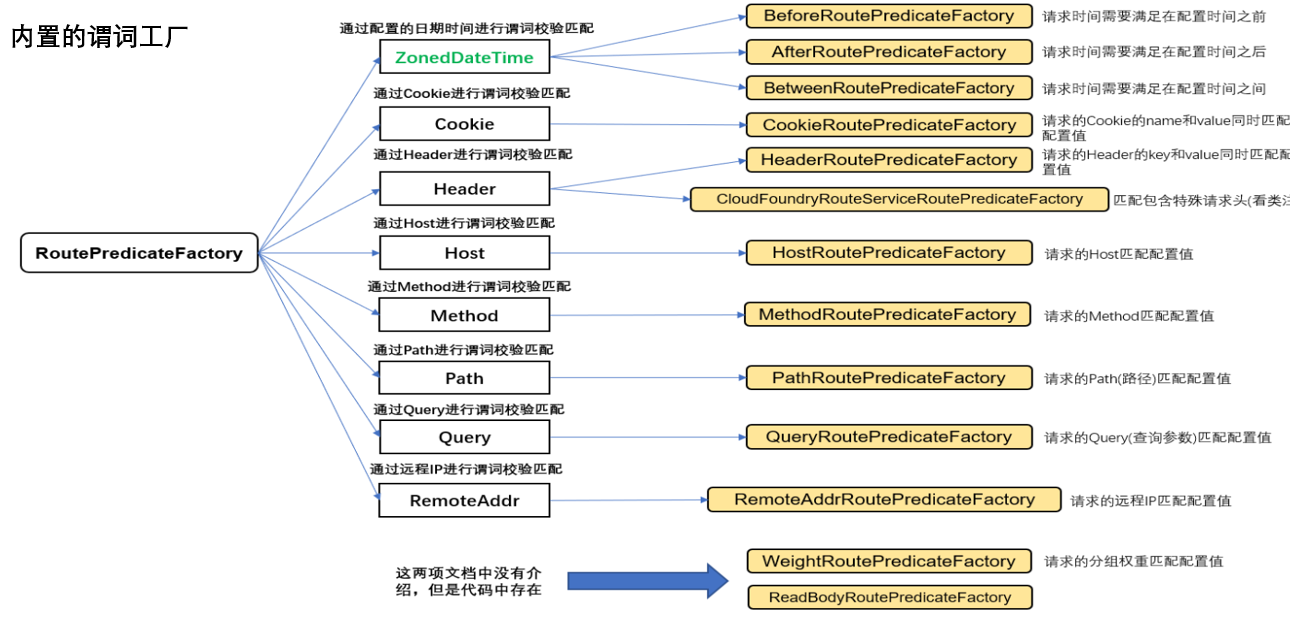 内置的谓词工厂
RoutePredicateFactory
通过配置的日期时间进行谓词校验匹配
ZonedDateTime
BeforeRoutePredicateFactory
请求时间需要满足在配置时间之前
AfterRoutePredicateFactory
请求时间需要满足在配置时间之后
BetweenRoutePredicateFactory
请求时间需要满足在配置时间之间
通过Cookie进行谓词校验匹配
Cookie
CookieRoutePredicateFactory
请求的Cookie的name和value同时匹配
配置值
通过Header进行谓词校验匹配
Header
HeaderRoutePredicateFactory
请求的Header的key和value同时匹配配
置值
CloudFoundryRouteServiceRoutePredicateFactory
匹配包含特殊请求头(看类注
通过Host进行谓词校验匹配
Host
HostRoutePredicateFactory
请求的Host匹配配置值
通过Method进行谓词校验匹配
Method
MethodRoutePredicateFactory
请求的Method匹配配置值
通过Path进行谓词校验匹配
Path
PathRoutePredicateFactory
请求的Path(路径)匹配配置值
通过Query进行谓词校验匹配
Query
QueryRoutePredicateFactory
请求的Query(查询参数)匹配配置值
通过远程IP进行谓词校验匹配
RemoteAddr
RemoteAddrRoutePredicateFactory
请求的远程IP匹配配置值
这两项文档中没有介
绍，但是代码中存在
WeightRoutePredicateFactory
请求的分组权重匹配配置值
ReadBodyRoutePredicateFactory